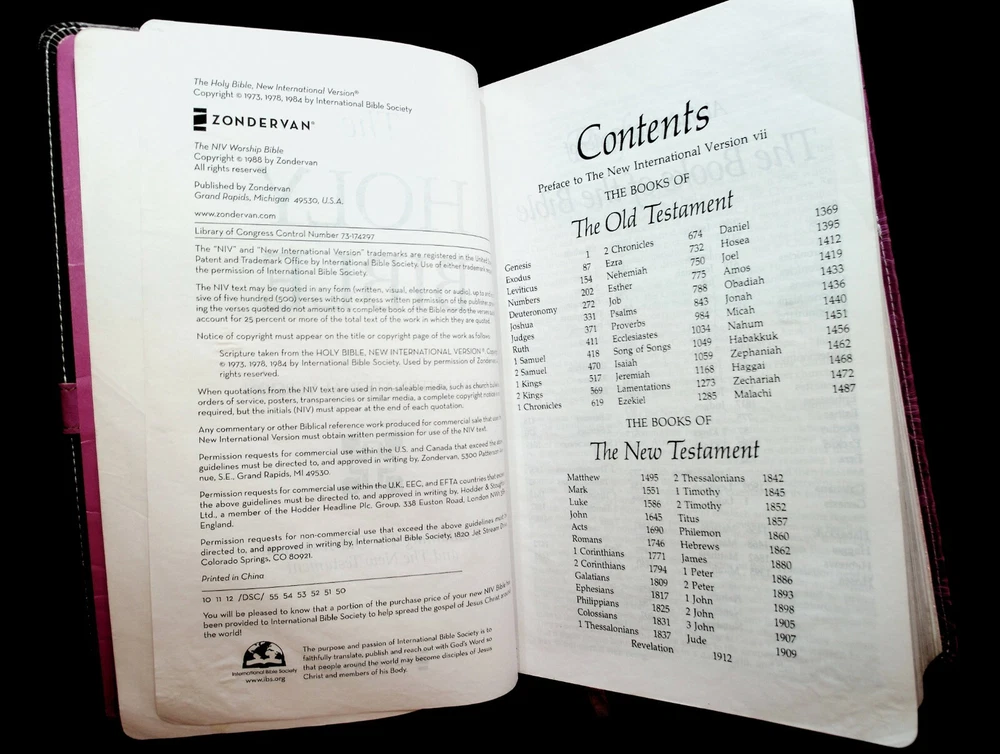 The Holy Bible, New International Version®
Copyright © 1973, 1978, 1984 by International Bible Society
ZONDERVAN®
The NIV Worship Bible
Copyright © 1988 by Zondervan
All rights reserved
Published by Zondervan
Grand Rapids, Michigan 49530, U.S.A.
www.zondervan.com
Library of Congress Control Number 73-174297
The "NIV" and "New International Version" trademarks are registered in the United
Patent and Trademark Office by International Bible Society. Use of either trademark
the permission of International Bible Society.
The NIV text may be quoted in any form (written, visual, electronic or audio), up to
sive of five hundred (500) verses without express written permission of the publisher,
ing the verses quoted do not amount to a complete book of the Bible nor do the verses
account for 25 percent or more of the total text of the work in which they are quoted.
Notice of copyright must appear on the title or copyright page of the work as follows:
Scripture taken from the HOLY BIBLE, NEW INTERNATIONAL VERSION®.
© 1973, 1978, 1984 by International Bible Society. Used by permission of
rights reserved.
When quotations from the NIV text are used in non-saleable media, such as church
orders of service, posters, transparencies or similar media, a complete copyright notice
required, but the initials (NIV) must appear at the end of each quotation.
Any commentary or other Biblical reference work produced for commercial sale that
New International Version must obtain written permission for use of the NIV text.
Permission requests for commercial use within the U.S. and Canada that exceed the
guidelines must be directed to, and approved in writing by, Zondervan, 5300 Patterson
nue, S.E., Grand Rapids, MI 49530.
Permission requests for commercial use within the U.K., EEC, and EFTA countries that
the above guidelines must be directed to, and approved in writing by, Hodder &
Ltd., a member of the Hodder Headline Plc. Group, 338 Euston Road, London
England.
Permission requests for non-commercial use that exceed the above guidelines
directed to, and approved in writing by, International Bible Society, 1820 Jet Stream
Colorado Springs, CO 80921.
Printed in China
10 11 12 /DSC/ 55 54 53 52 51 50
You will be pleased to know that a portion of the purchase price of your new NIV Bible
been provided to International Bible Society to help spread the gospel of Jesus Christ
the world!
International Bible Society
www.ibs.org
The purpose and passion of International Bible Society is to
faithfully translate, publish and reach out with God's Word so
that people around the world may become disciples of Jesus
Christ and members of his Body.
Contents
Preface to The New International Version vii
THE BOOKS OF
The Old Testament
Genesis 1
Exodus 87
Leviticus 154
Numbers 202
Deuteronomy 272
Joshua 331
Judges 371
Ruth 411
1 Samuel 418
2 Samuel 470
1 Kings 517
2 Kings 569
1 Chronicles 619
2 Chronicles 674
Ezra 732
Nehemiah 750
Esther 775
Job 788
Psalms 843
Proverbs 984
Ecclesiastes 1034
Song of Songs 1049
Isaiah 1059
Jeremiah 1168
Lamentations 1273
Ezekiel 1285
Daniel 1369
Hosea 1395
Joel 1412
Amos 1419
Obadiah 1433
Jonah 1436
Micah 1440
Nahum 1451
Habakkuk 1456
Zephaniah 1462
Haggai 1468
Zechariah 1472
Malachi 1487
THE BOOKS OF
The New Testament
Matthew 1495
Mark 1551
Luke 1586
John 1645
Acts 1690
Romans 1746
1 Corinthians 1771
2 Corinthians 1794
Galatians 1809
Ephesians 1817
Philippians 1825
Colossians 1831
1 Thessalonians 1837
2 Thessalonians 1842
1 Timothy 1845
2 Timothy 1852
Titus 1857
Philemon 1860
Hebrews 1862
James 1880
1 Peter 1886
2 Peter 1893
1 John 1898
2 John 1905
3 John 1907
Jude 1909
Revelation 1912